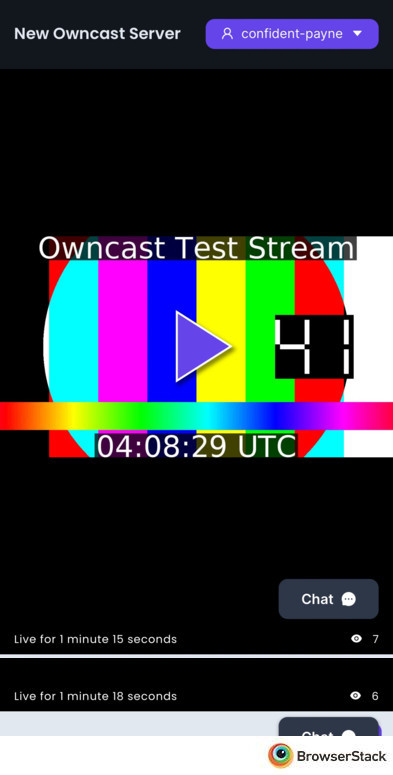 New Owncast Server
confident-payne
Owncast Test Stream
41
04:08:29 UTC
Chat
Live for 1 minute 15 seconds 7
Live for 1 minute 18 seconds 6
Chat
BrowserStack